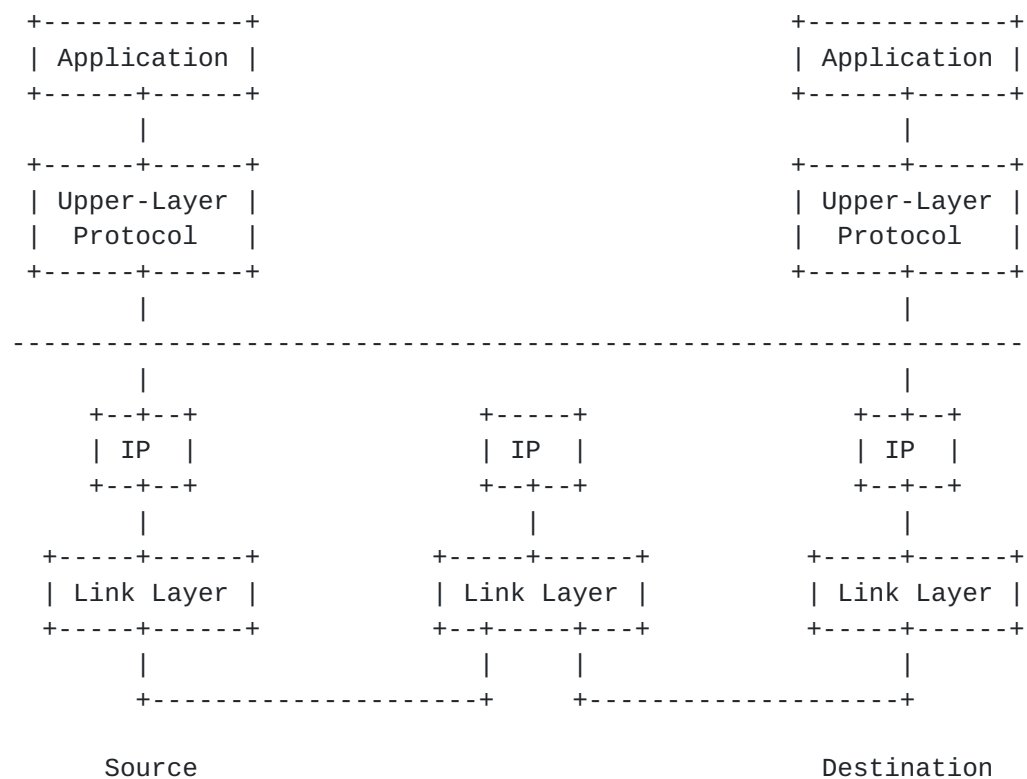 Application Application
Upper-Layer Upper-Layer
Protocol Protocol
IP IP IP
Link Layer Link Layer Link Layer
Source Destination